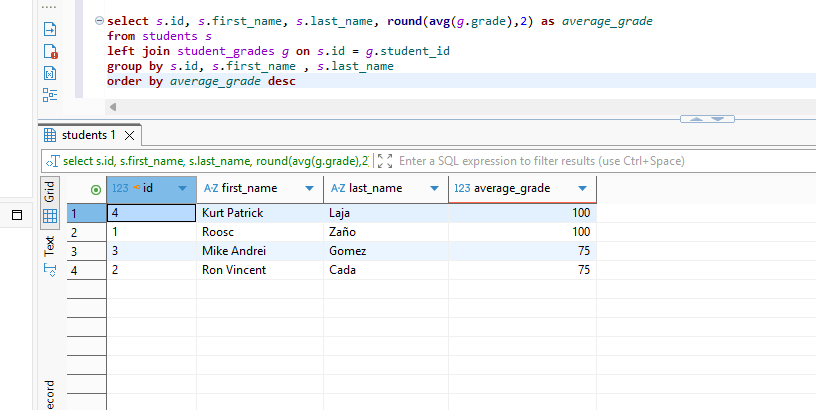 select s.id, s.first_name, s.last_name, round(avg(g.grade),2) as average_grade
from students s
left join student_grades g on s.id = g.student_id
group by s.id, s.first_name , s.last_name
order by average_grade desc
students 1
select s.id, s.first_name, s.last_name, round(avg(g.grade),2
Enter a SQL expression to filter results (use Ctrl+Space)
Grid
Text
123 id A-Z first_name A-Z last_name 123 average_grade
1 4 Kurt Patrick Laja 100
2 1 Roosc Zaño 100
3 3 Mike Andrei Gomez 75
4 2 Ron Vincent Cada 75